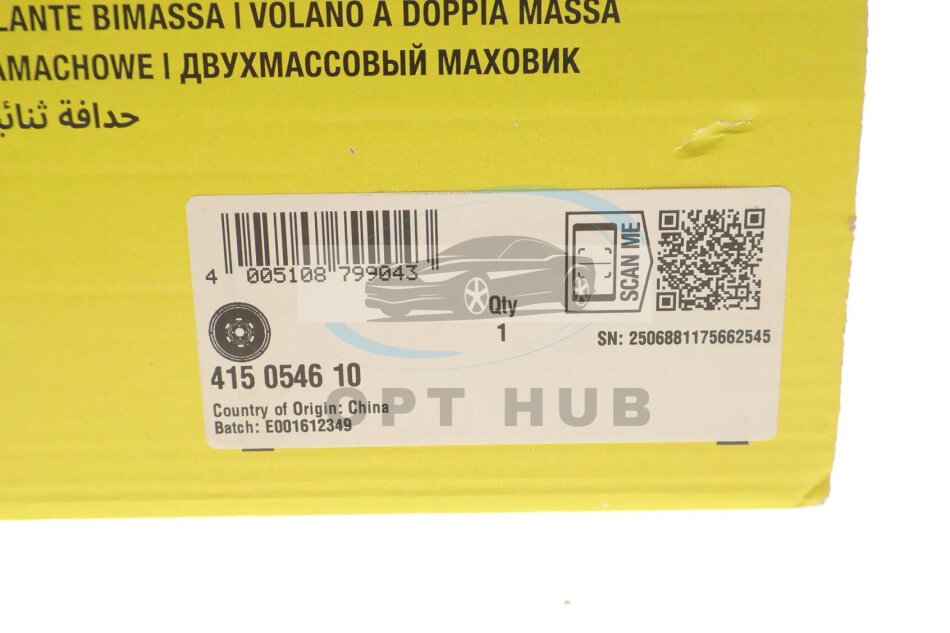 LANTE BIMASSA | VOLANO A DOPPIA MASSA
AMACHOWE | ДВУХМАССОВЫЙ МАХОВИК
حدافة ثنائي
4 005108 799043
Qty
1
SCAN ME
SN: 2506881175662545
415 0546 10
Country of Origin: China
Batch: E001612349
OPT HUB